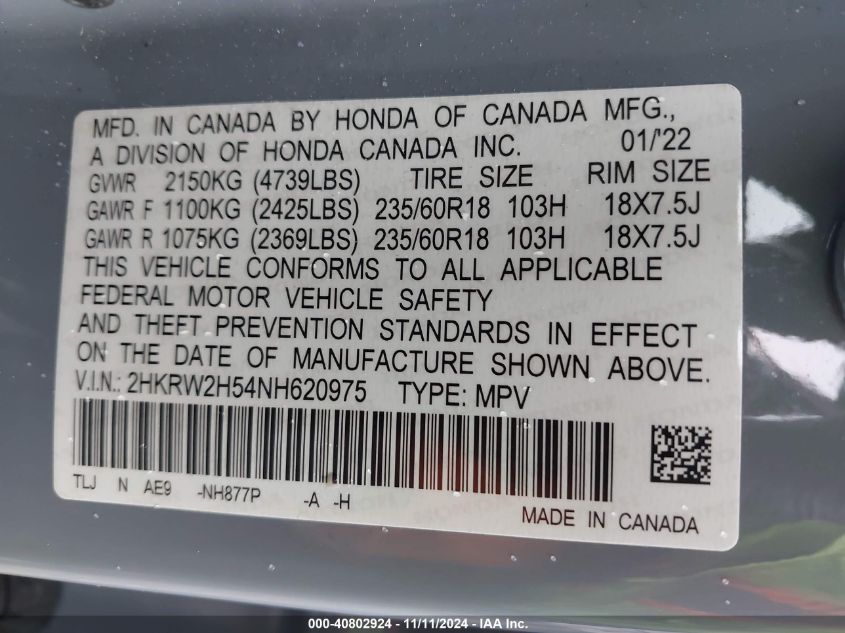 MFD. IN CANADA BY HONDA OF CANADA MFG.,
A DIVISION OF HONDA CANADA INC. 01/'22
GVWR 2150KG (4739LBS) TIRE SIZE RIM SIZE
GAWR F 1100KG (2425LBS) 235/60R18 103H 18X7.5J
GAWR R 1075KG (2369LBS) 235/60R18 103H 18X7.5J
THIS VEHICLE CONFORMS TO ALL APPLICABLE
FEDERAL MOTOR VEHICLE SAFETY
AND THEFT PREVENTION STANDARDS IN EFFECT
ON THE DATE OF MANUFACTURE SHOWN ABOVE.
V.I.N.: 2HKRW2H54NH620975 TYPE: MPV
TLJ N AE9 -NH877P -A -H
MADE IN CANADA
000-40802924 - 11/11/2024 - IAA, Inc.